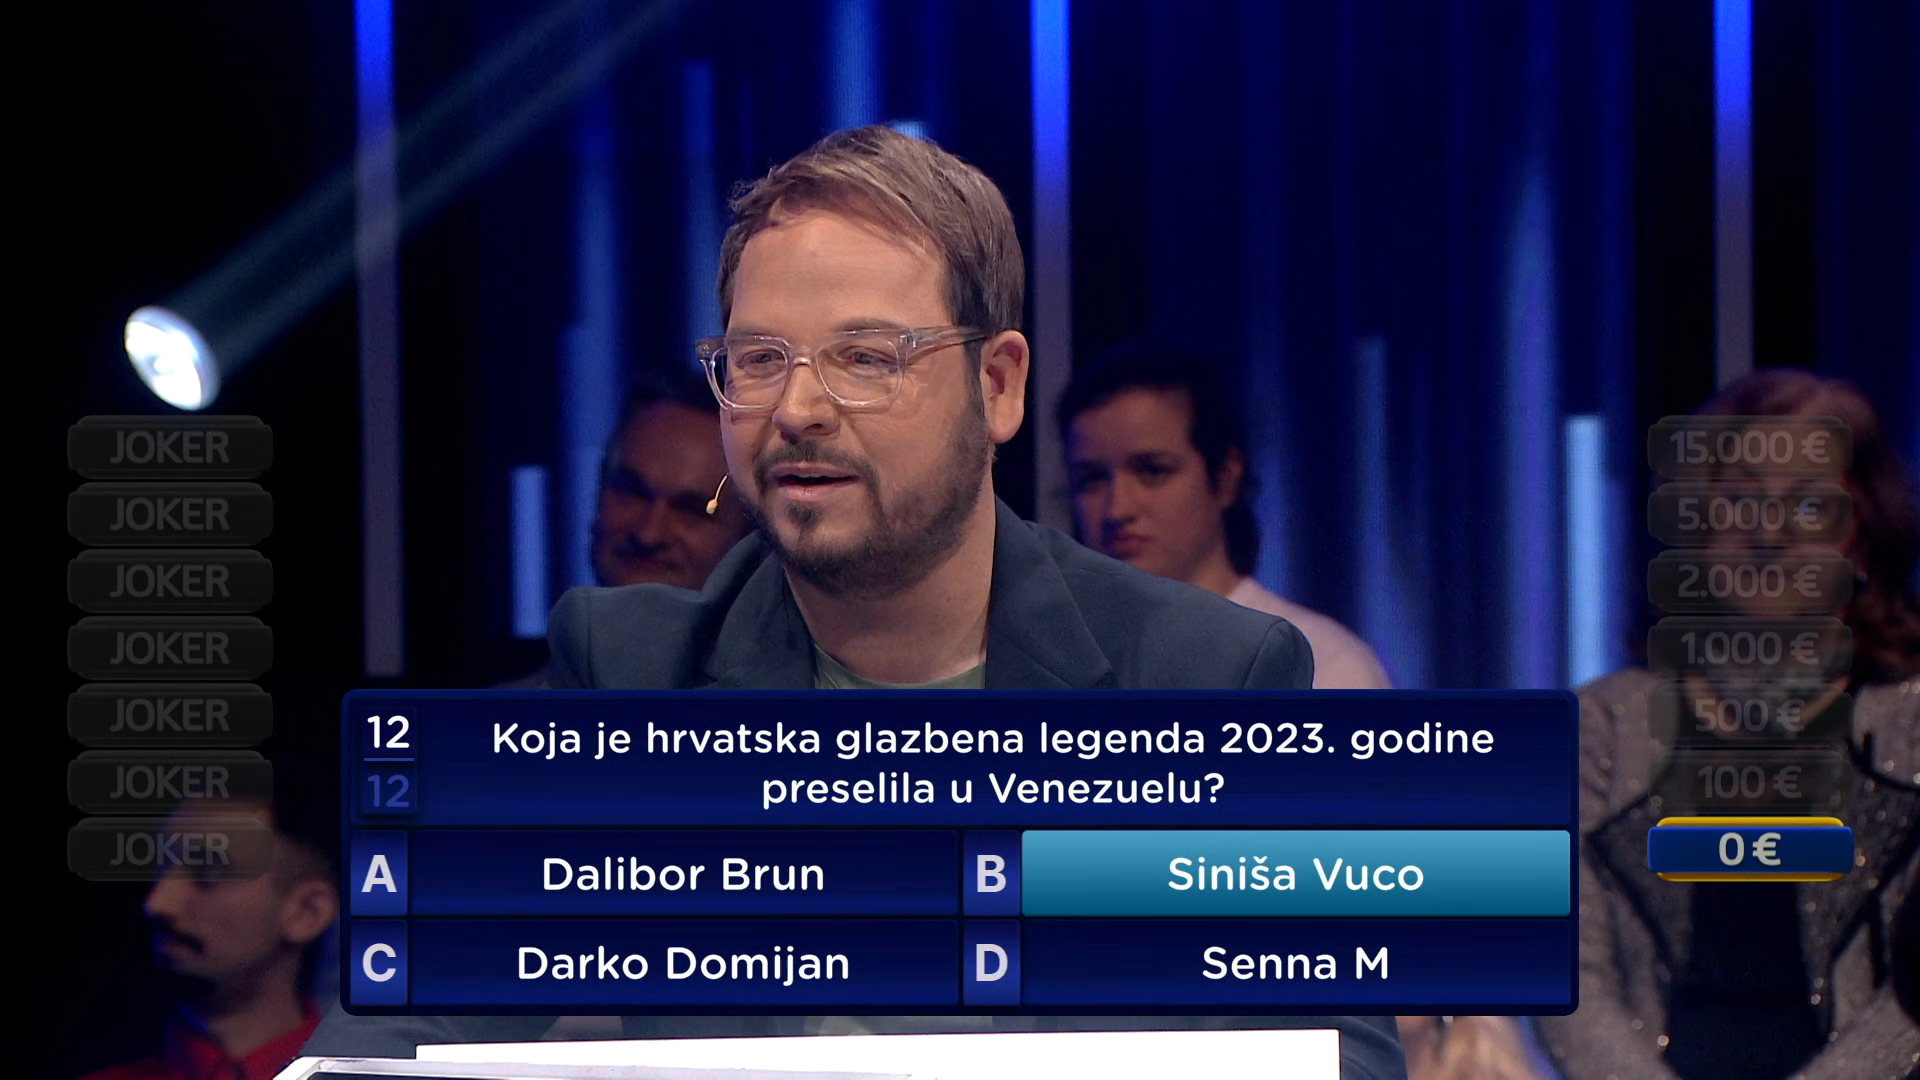 JOKER
JOKER
JOKER
JOKER
JOKER
JOKER
JOKER
15.000 €
5.000 €
2.000 €
1.000 €
500 €
100 €
0 €
12
12
Koja je hrvatska glazbena legenda 2023. godine
preselila u Venezuelu?
A Dalibor Brun
B Siniša Vuco
C Darko Domijan
D Senna M